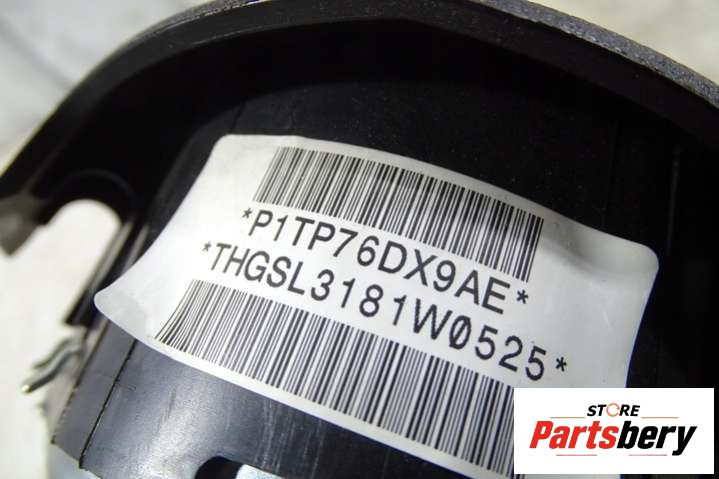 *P1TP76DX9AE*
*THGSL3181W0525*
STORE
Partsbery